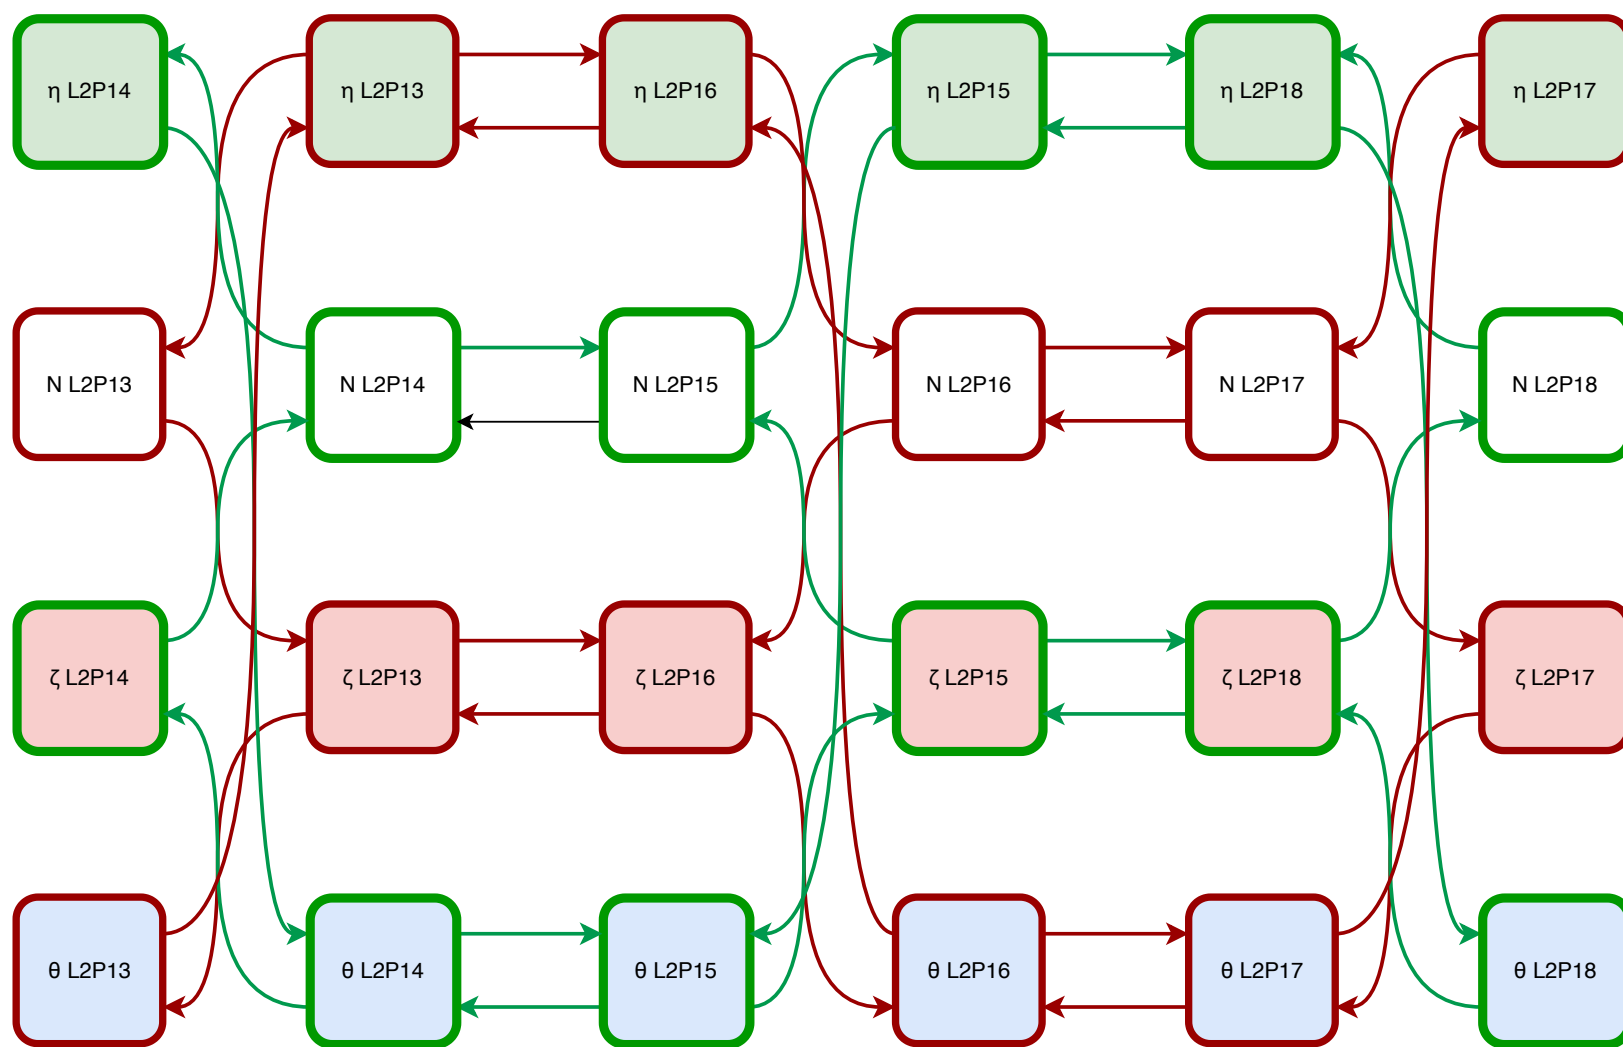 η L2P14
η L2P13
η L2P16
η L2P15
η L2P18
η L2P17
N L2P13
N L2P14
N L2P15
N L2P16
N L2P17
N L2P18
ζ L2P14
ζ L2P13
ζ L2P16
ζ L2P15
ζ L2P18
ζ L2P17
θ L2P13
θ L2P14
θ L2P15
θ L2P16
θ L2P17
θ L2P18